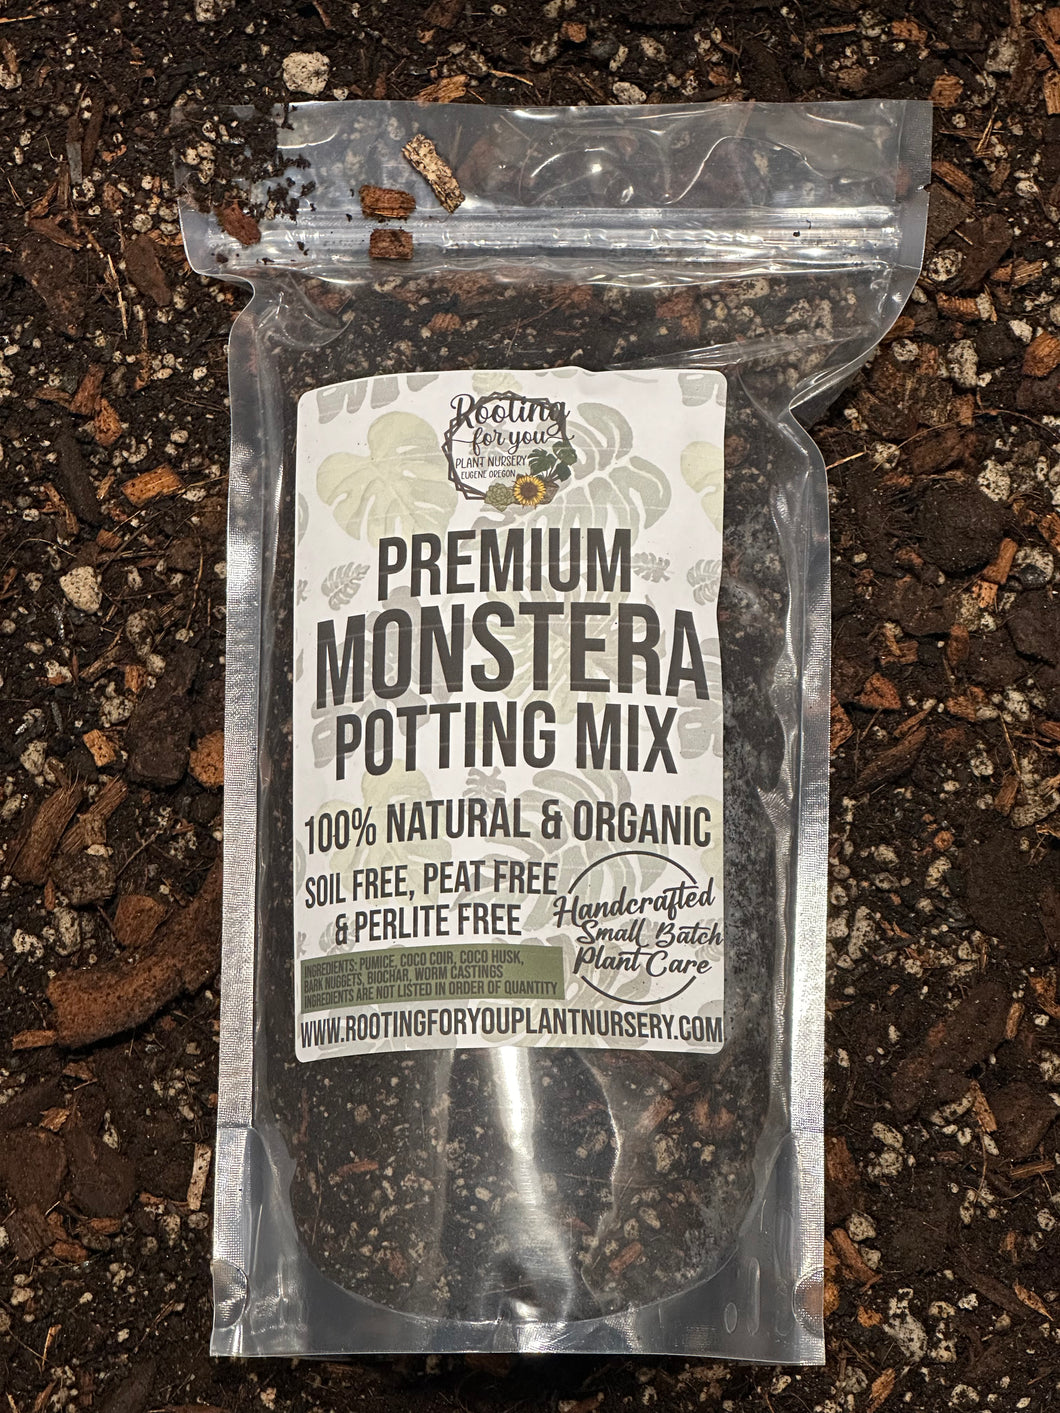 Rooting
for you
PLANT NURSERY
EUGENE OREGON
PREMIUM
MONSTERA
POTTING MIX
100% NATURAL & ORGANIC
SOIL FREE, PEAT FREE
& PERLITE FREE
Handcrafted
Small Batch
Plant Care
INGREDIENTS: PUMICE, COCO COIR, COCO HUSK,
BARK NUGGETS, BIOCHAR, WORM CASTINGS
INGREDIENTS ARE NOT LISTED IN ORDER OF QUANTITY
WWW.ROOTINGFORYOUPLANTNURSERY.COM